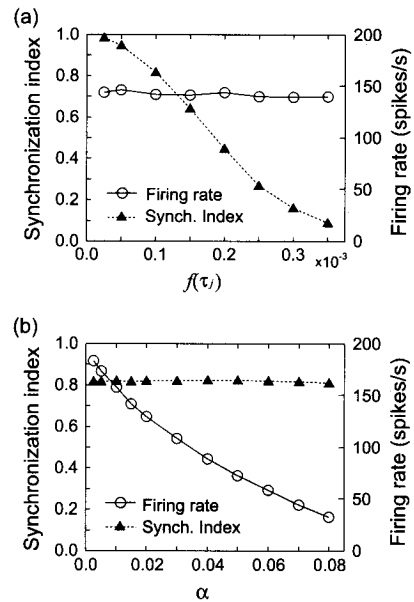 (a)
Synchronization index
1.0
0.8
0.6
0.4
0.2
0.0
Firing rate
Synch. Index
200
150
100
50
0
Firing rate (spikes/s)
0.0 0.1 0.2 0.3 ×10⁻³
f(τj)
(b)
Synchronization index
1.0
0.8
0.6
0.4
0.2
0.0
Firing rate
Synch. Index
200
150
100
50
0
Firing rate (spikes/s)
0.00 0.02 0.04 0.06 0.08
α